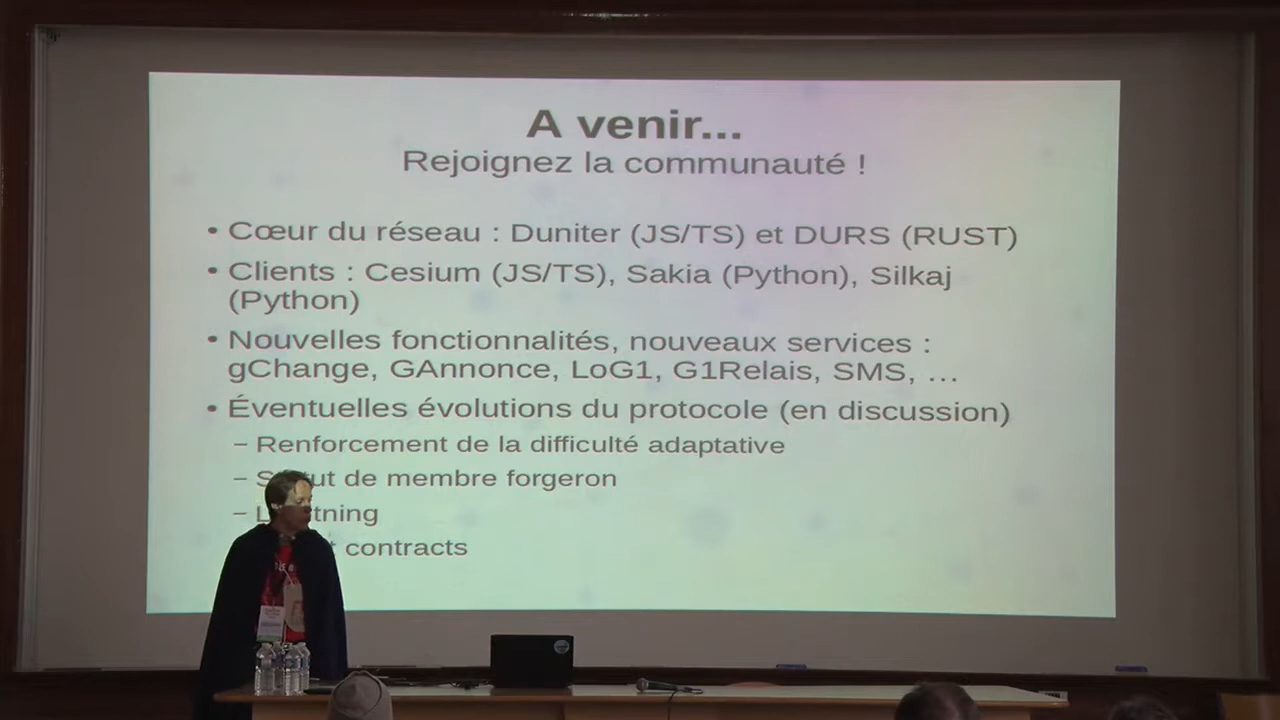 A venir...
Rejoignez la communauté !
• Cœur du réseau : Duniter (JS/TS) et DURS (RUST)
• Clients : Cesium (JS/TS), Sakia (Python), Silkaj
(Python)
• Nouvelles fonctionnalités, nouveaux services :
gChange, GAnnonce, LoG1, G1Relais, SMS, …
• Éventuelles évolutions du protocole (en discussion)
– Renforcement de la difficulté adaptative
– de membre forgeron
–
contracts